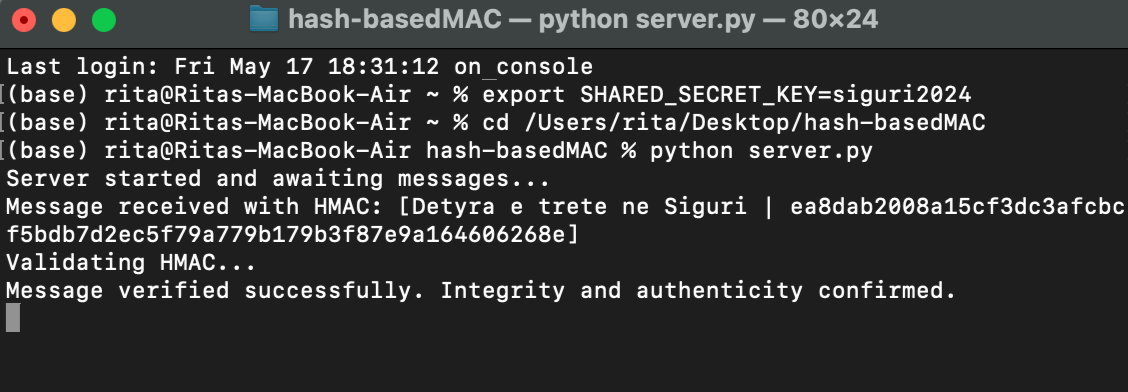 hash-basedMAC — python server.py — 80×24
Last login: Fri May 17 18:31:12 on_console
[(base) rita@Ritas-MacBook-Air ~ % export SHARED_SECRET_KEY=siguri2024
[(base) rita@Ritas-MacBook-Air ~ % cd /Users/rita/Desktop/hash-basedMAC
[(base) rita@Ritas-MacBook-Air hash-basedMAC % python server.py
Server started and awaiting messages...
Message received with HMAC: [Detyra e trete ne Siguri | ea8dab2008a15cf3dc3afcbc
f5bdb7d2ec5f79a779b179b3f87e9a164606268e]
Validating HMAC...
Message verified successfully. Integrity and authenticity confirmed.